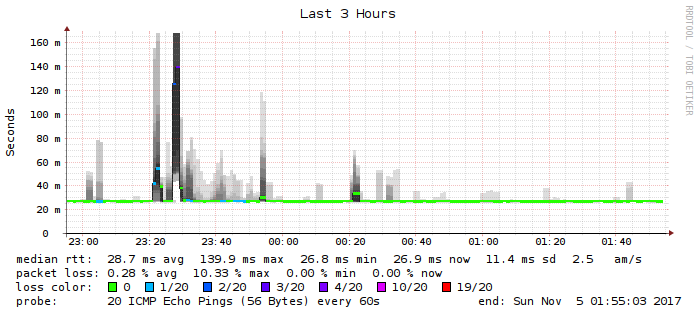 Last 3 Hours
RRDTOOL / TOBI OETIKER
Seconds
160 m
140 m
120 m
100 m
80 m
60 m
40 m
20 m
0
23:00 23:20 23:40 00:00 00:20 00:40 01:00 01:20 01:40
median rtt: 28.7 ms avg 139.9 ms max 26.8 ms min 26.9 ms now 11.4 ms sd 2.5 am/s
packet loss: 0.28 % avg 10.33 % max 0.00 % min 0.00 % now
loss color: 0 1/20 2/20 3/20 4/20 10/20 19/20
probe: 20 ICMP Echo Pings (56 Bytes) every 60s end: Sun Nov 5 01:55:03 2017